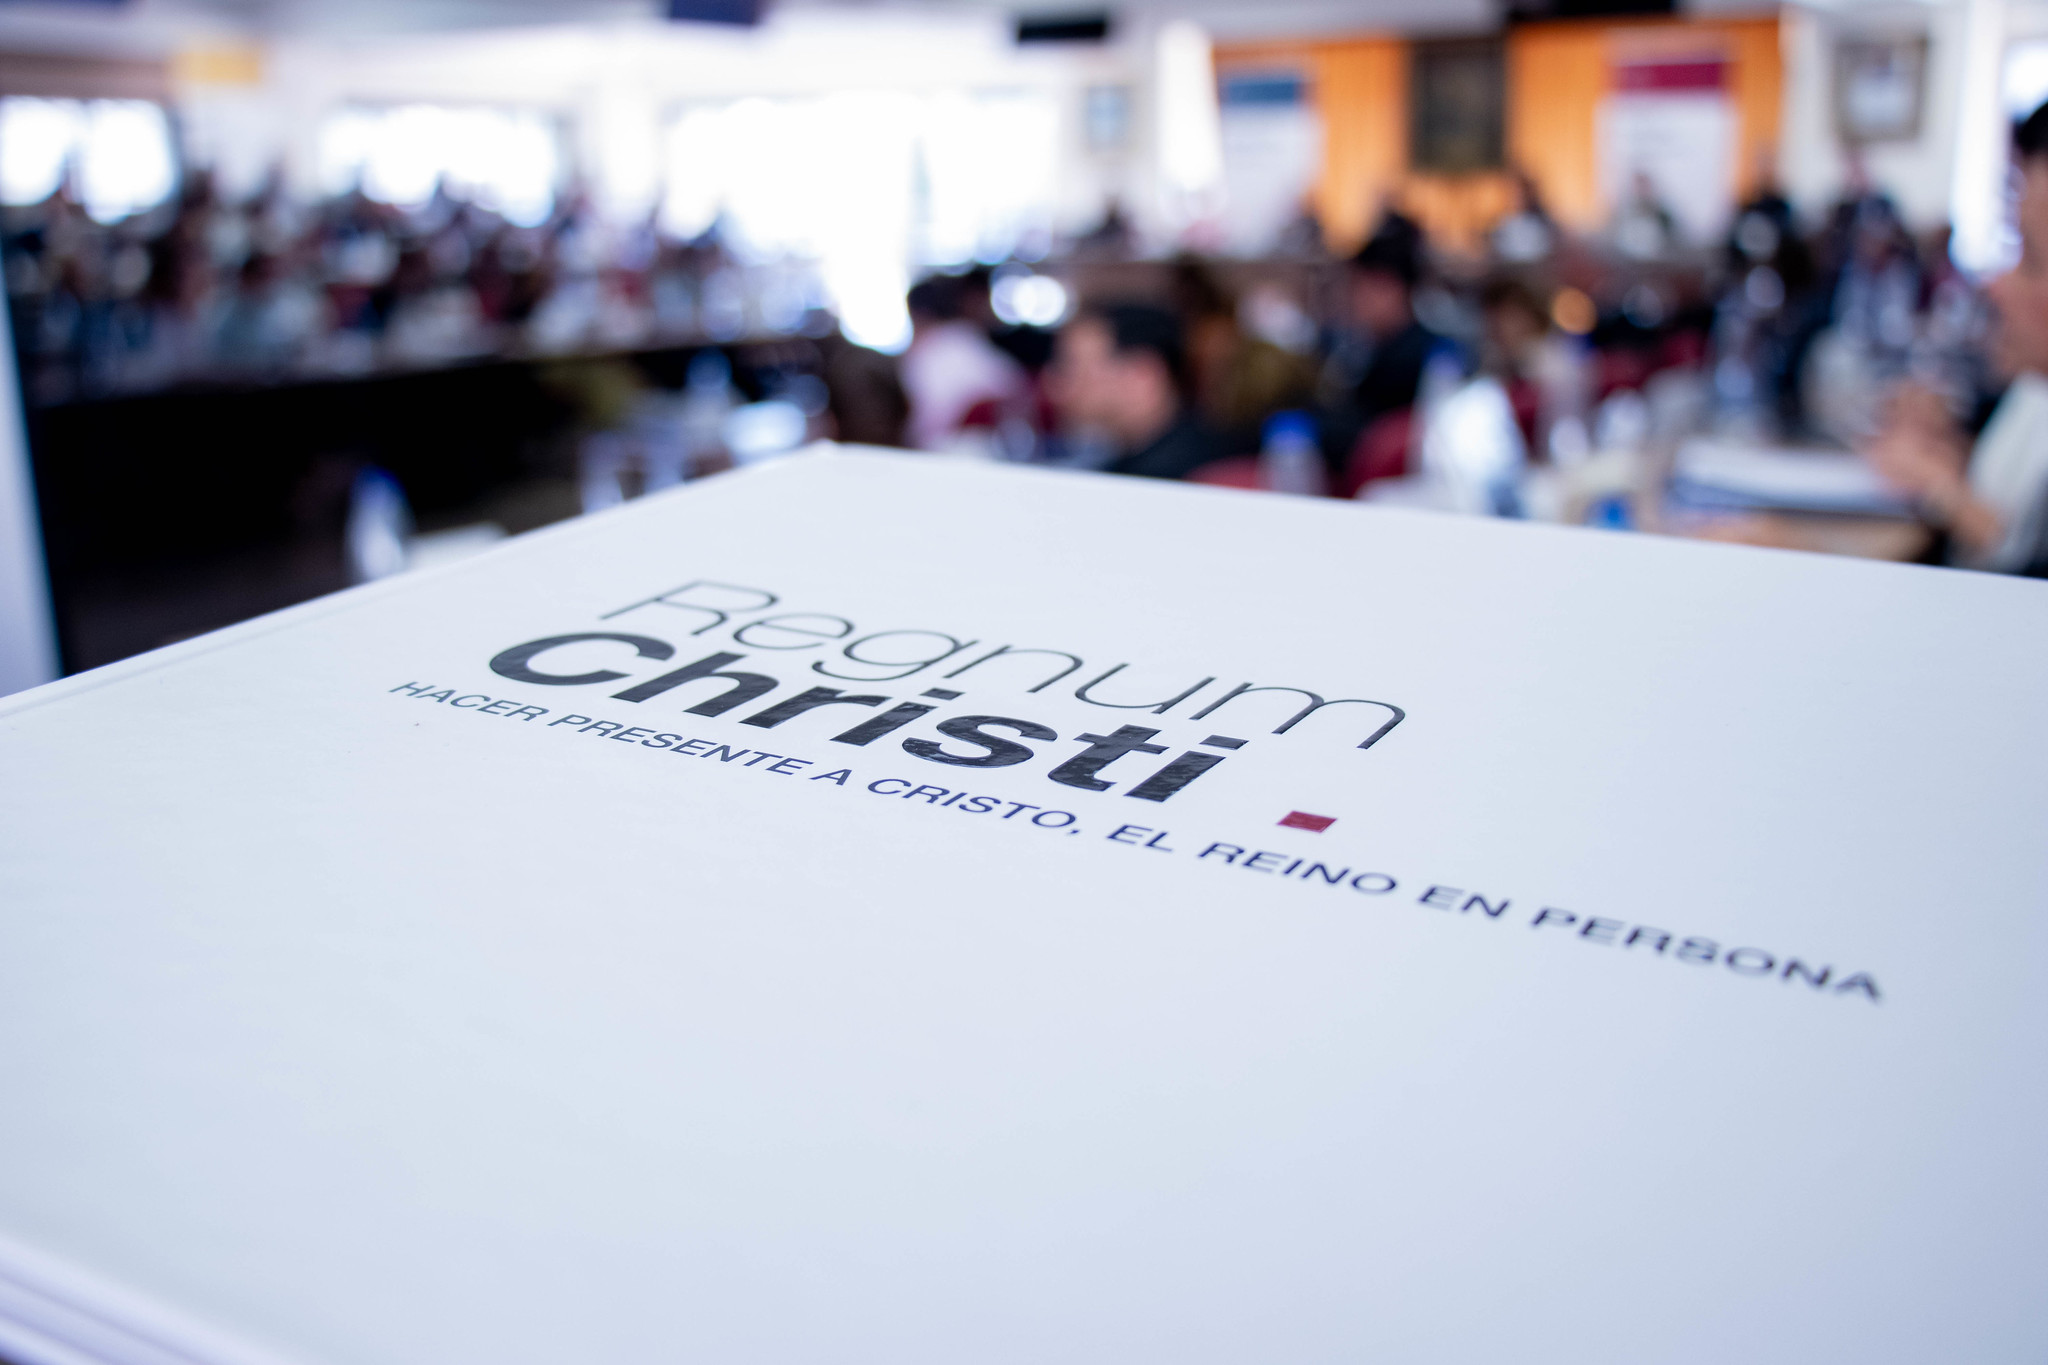 Regnum
Christi.
HACER PRESENTE A CRISTO, EL REINO EN PERSONA